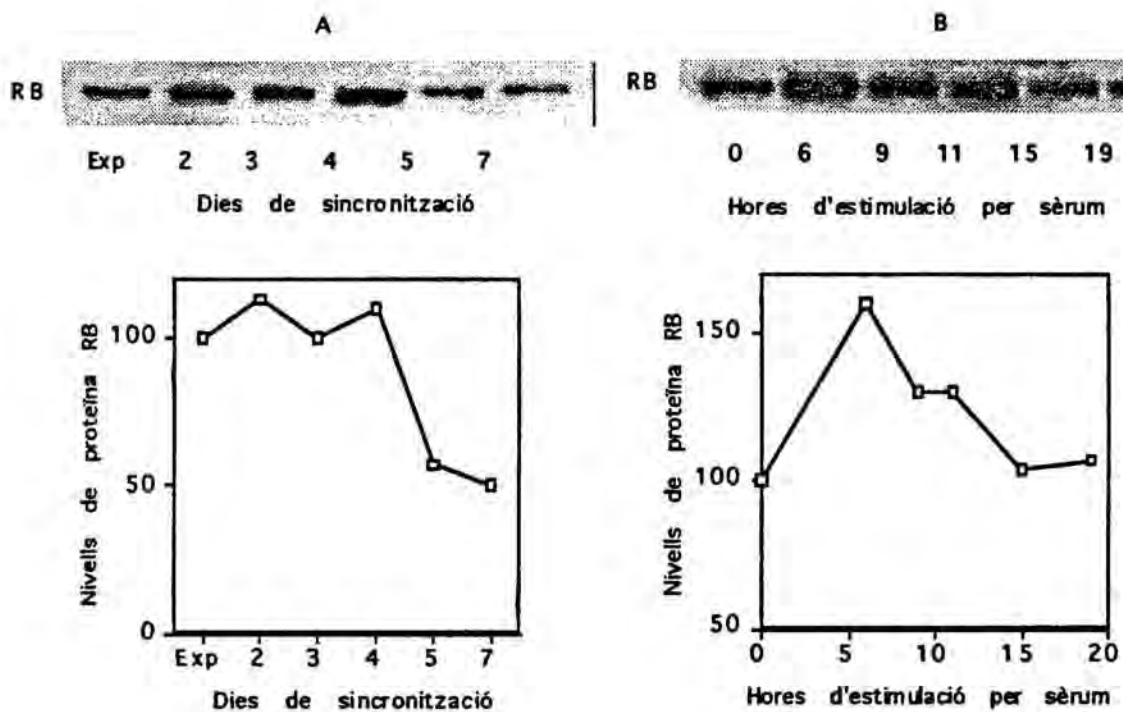 A
RB
Exp 2 3 4 5 7
Dies de sincronització
B
RB
0 6 9 11 15 19
Hores d'estimulació per sèrum
Nivells de proteïna RB
100
50
0
Exp 2 3 4 5 7
Dies de sincronització
Nivells de proteïna RB
150
100
50
0 5 10 15 20
Hores d'estimulació per sèrum